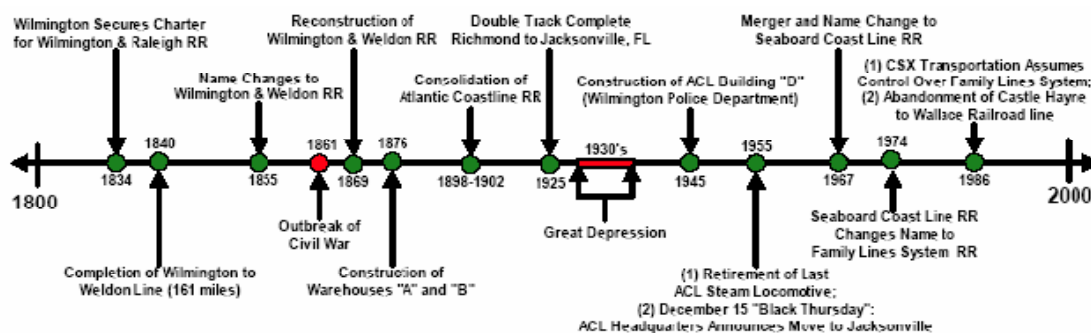 Wilmington Secures Charter
for Wilmington & Raleigh RR
Name Changes to
Wilmington & Weldon RR
Reconstruction of
Wilmington & Weldon RR
Consolidation of
Atlantic Coastline RR
Double Track Complete
Richmond to Jacksonville, FL
Construction of ACL Building "D"
(Wilmington Police Department)
Merger and Name Change to
Seaboard Coast Line RR
(1) CSX Transportation Assumes
Control Over Family Lines System;
(2) Abandonment of Castle Hayre
to Wallace Railroad line
1840
1861
1876
1930's
1955
1974
1800
1834
1855
1869
1898-1902
1925
1945
1967
1986
2000
Completion of Wilmington to
Weldon Line (161 miles)
Outbreak of
Civil War
Construction of
Warehouses "A" and "B"
Great Depression
(1) Retirement of Last
ACL Steam Locomotive;
(2) December 15 "Black Thursday":
ACL Headquarters Announces Move to Jacksonville
Seaboard Coast Line RR
Changes Name to
Family Lines System RR